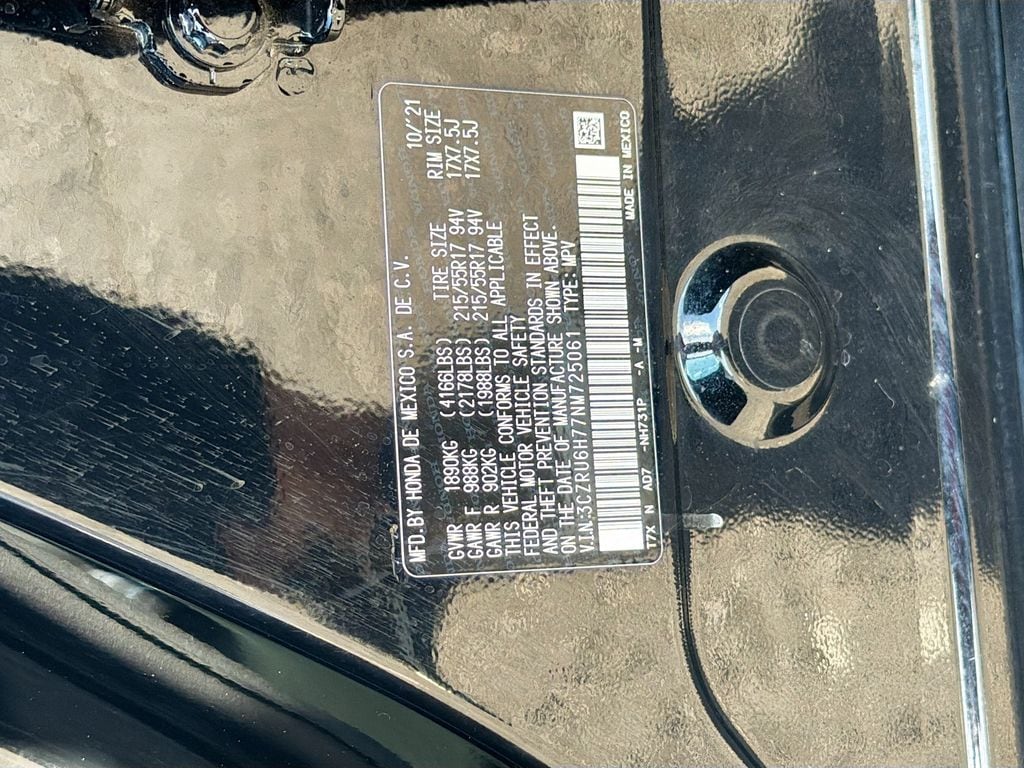 MFD.BY HONDA DE MEXICO S.A. DE C.V. 10/'21
GVWR 1890KG (4166LBS) TIRE SIZE RIM SIZE
GAWR F 988KG (2178LBS) 215/55R17 94V 17X7.5J
GAWR R 902KG (1988LBS) 215/55R17 94V 17X7.5J
THIS VEHICLE CONFORMS TO ALL APPLICABLE
FEDERAL MOTOR VEHICLE SAFETY
AND THEFT PREVENTION STANDARDS IN EFFECT
ON THE DATE OF MANUFACTURE SHOWN ABOVE.
V.I.N.3CZRU6H77NM725061 TYPE: MPV
T7X N AD7 -NH731P -A -M- MADE IN MEXICO